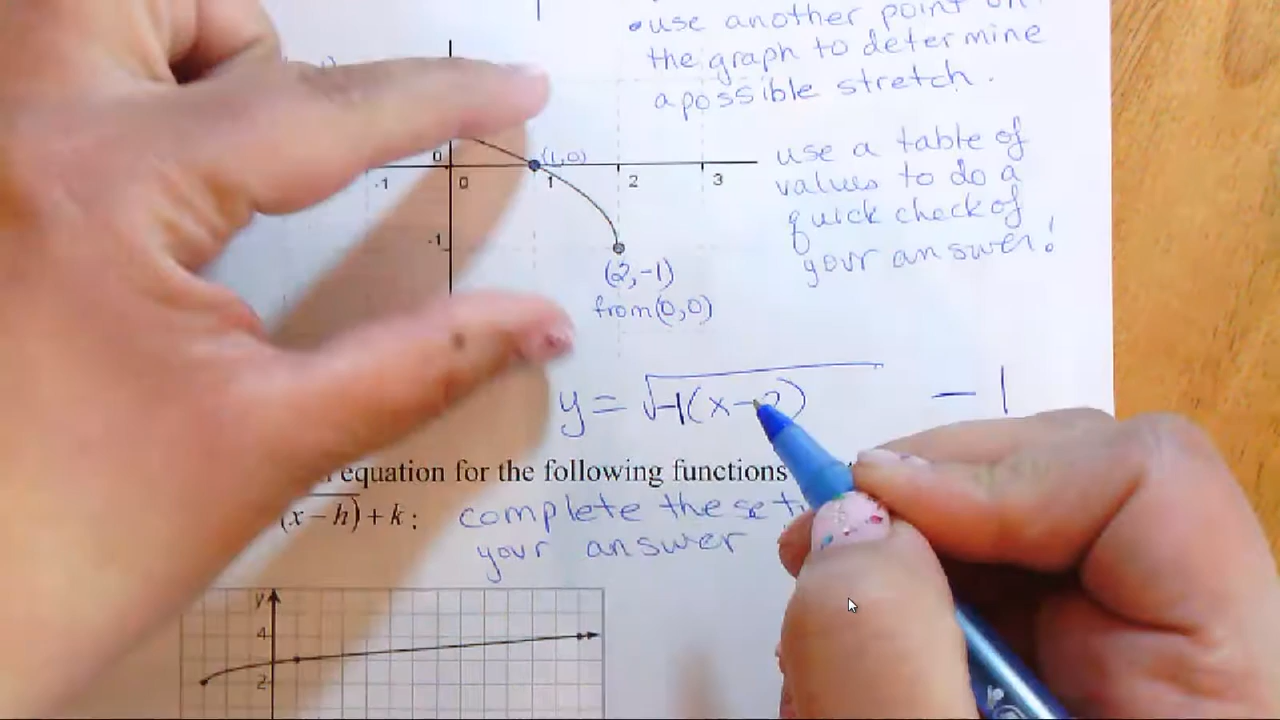 • use another point on
the graph to determine
a possible stretch.
0
(1,0)
-1
0
1
2
3
use a table of
values to do a
quick check of
your answer!
-1
(2,-1)
from (0,0)
y = √-1(x-2) -1
equation for the following functions
(x-h)+k: complete the set
your answer
y
4
2